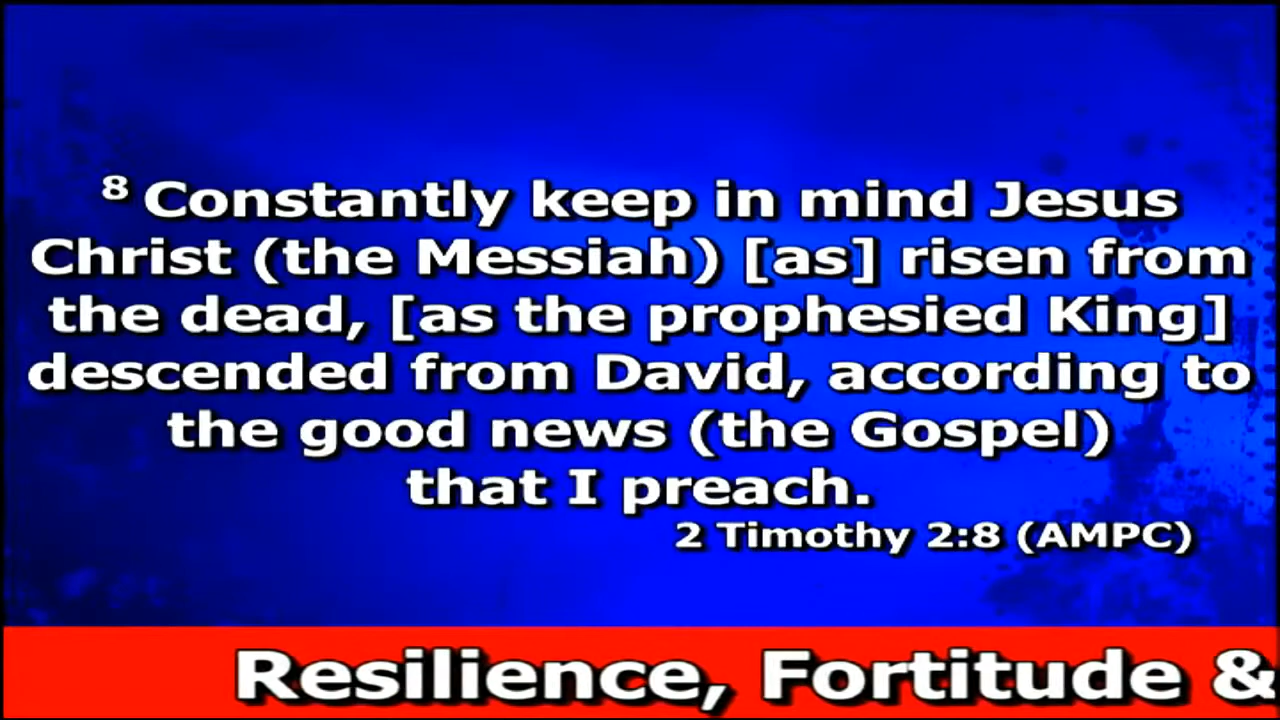 8 Constantly keep in mind Jesus
Christ (the Messiah) [as] risen from
the dead, [as the prophesied King]
descended from David, according to
the good news (the Gospel)
that I preach.
2 Timothy 2:8 (AMPC)
Resilience, Fortitude &